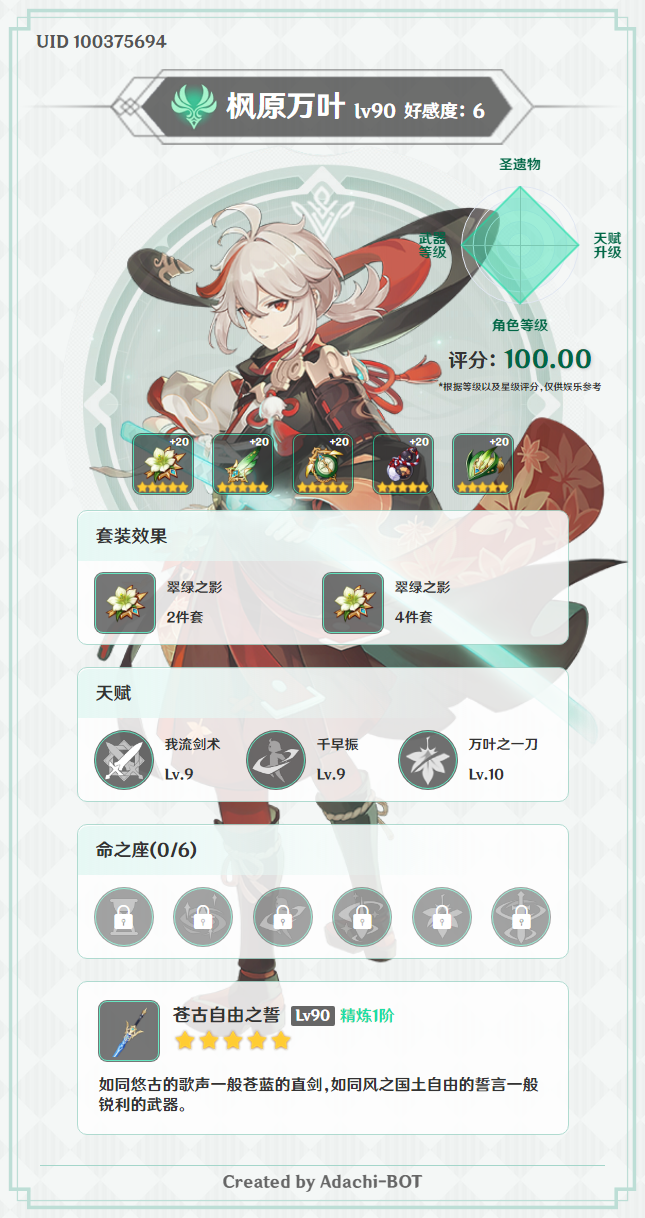 UID 100375694
枫原万叶 lv90 好感度：6
圣遗物
武器等级
天赋升级
角色等级
评分：100.00
*根据等级以及星级评分,仅供娱乐参考
+20 +20 +20 +20 +20
套装效果
翠绿之影 翠绿之影
2件套 4件套
天赋
我流剑术 千早振 万叶之一刀
Lv.9 Lv.9 Lv.10
命之座(0/6)
苍古自由之誓 Lv90 精炼1阶
如同悠古的歌声一般苍蓝的直剑,如同风之国土自由的誓言一般
锐利的武器。
Created by Adachi-BOT